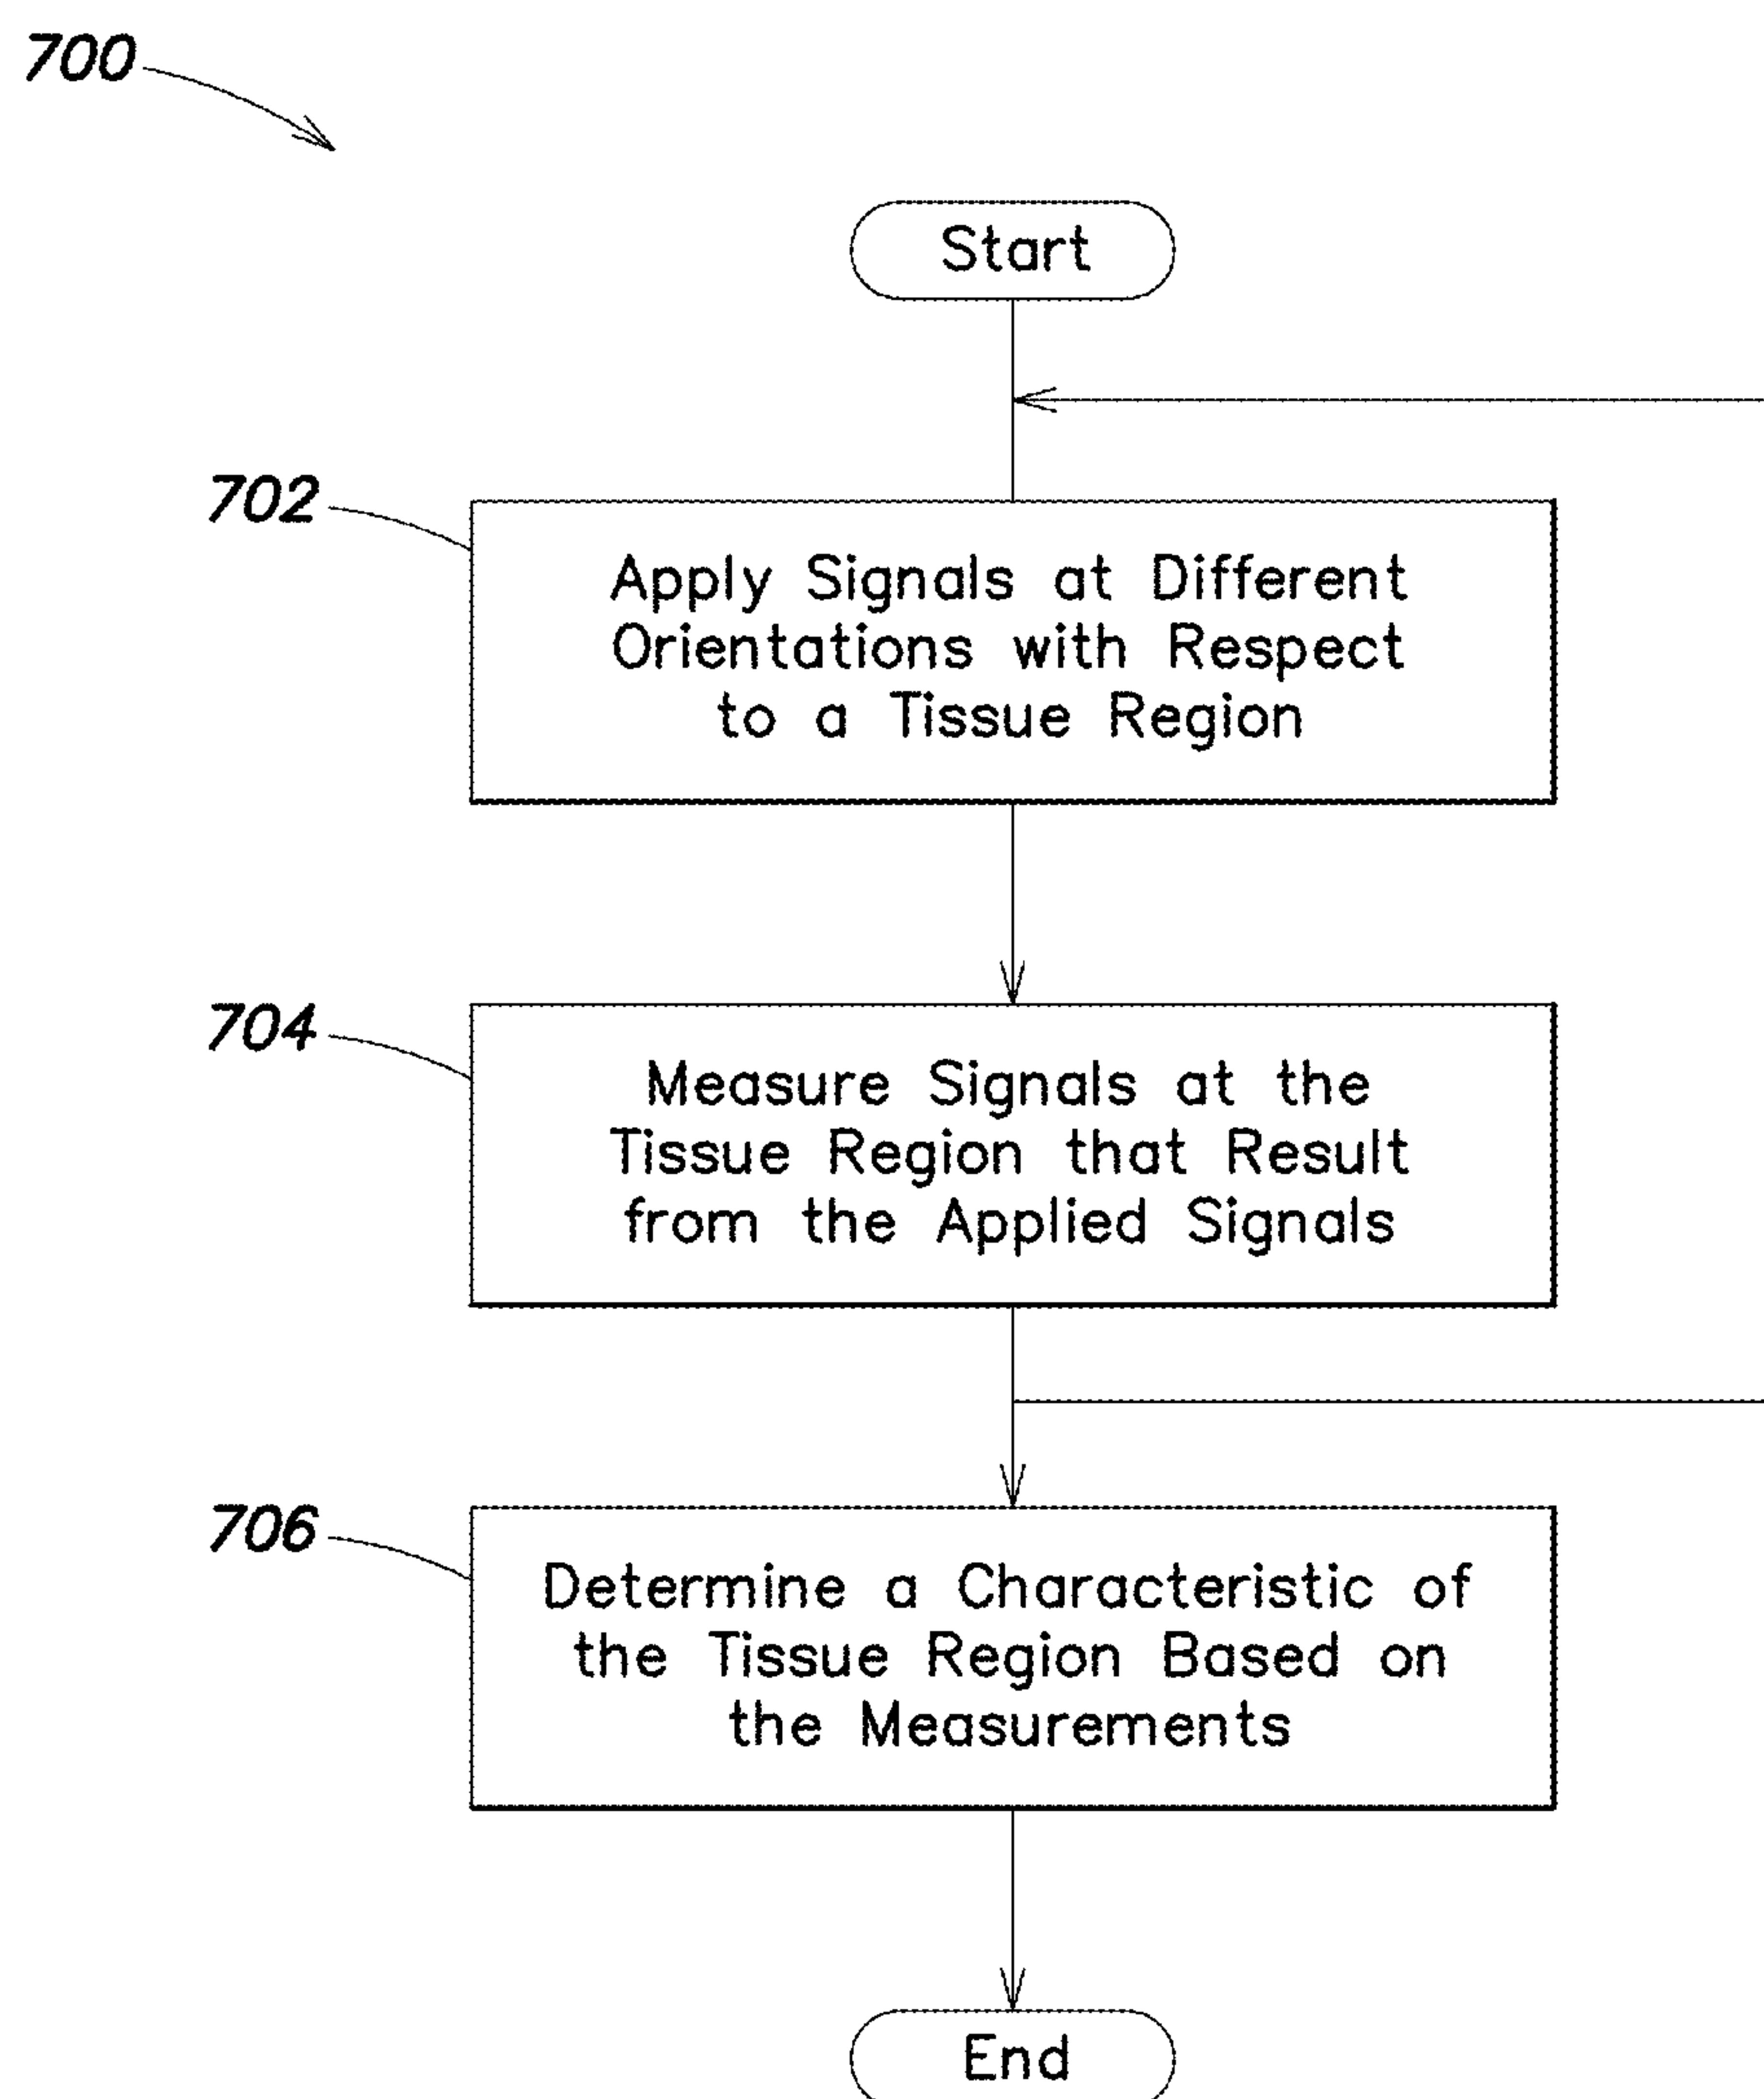 700
Start
702
Apply Signals at Different
Orientations with Respect
to a Tissue Region
704
Measure Signals at the
Tissue Region that Result
from the Applied Signals
706
Determine a Characteristic of
the Tissue Region Based on
the Measurements
End